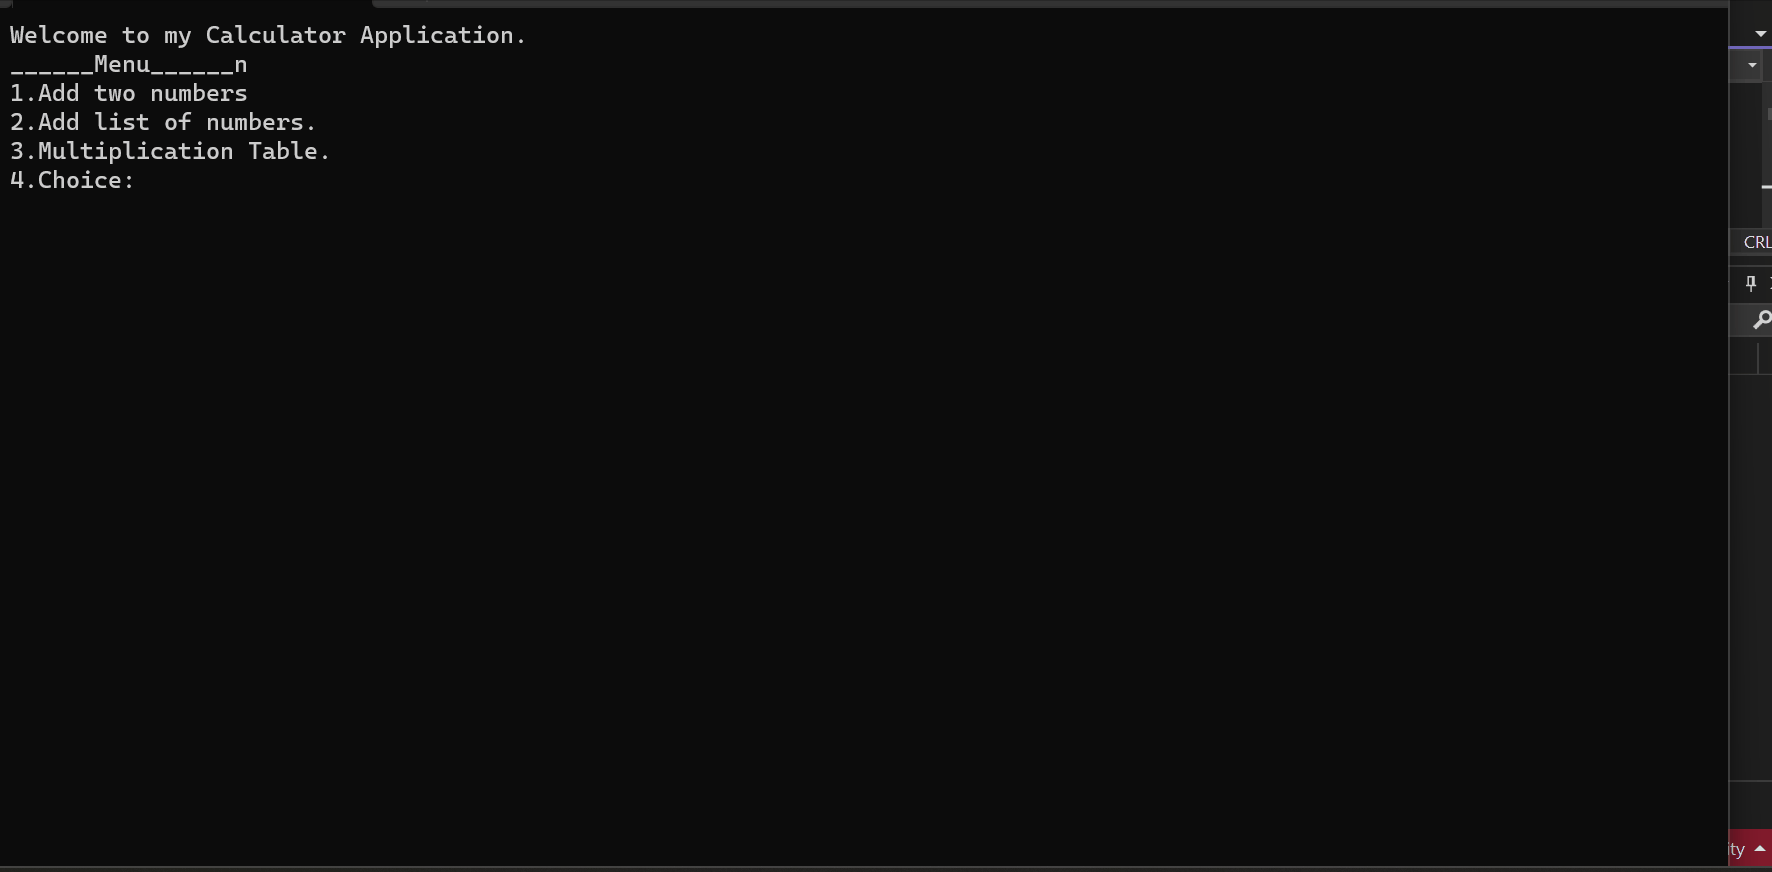 Welcome to my Calculator Application.
______Menu______n
1.Add two numbers
2.Add list of numbers.
3.Multiplication Table.
4.Choice:
CRL
ity